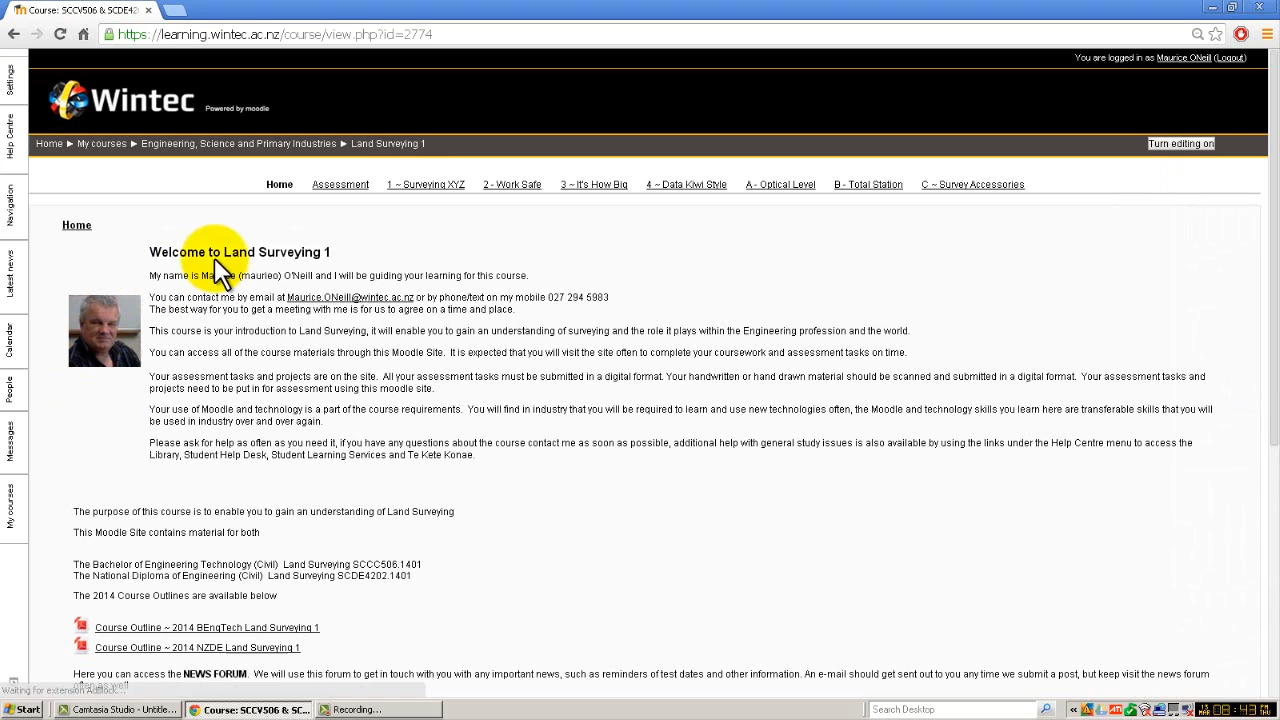 Course: SCCV506 & SCDE42
https://learning.wintec.ac.nz/course/view.php?id=2774
You are logged in as Maurice ONeill (Logout)
Wintec Powered by moodle
Home ► My courses ► Engineering, Science and Primary Industries ► Land Surveying 1
Turn editing on
Home Assessment 1 ~ Surveying XYZ 2 - Work Safe 3 ~ It's How Big 4 ~ Data Kiwi Style A - Optical Level B - Total Station C ~ Survey Accessories
Settings
Help Centre
Navigation
Latest news
Calendar
People
Messages
My courses
Home
Welcome to Land Surveying 1
My name is (maurieo) O'Neill and I will be guiding your learning for this course.
You can contact me by email at Maurice.ONeill@wintec.ac.nz or by phone/text on my mobile 027 294 5983
The best way for you to get a meeting with me is for us to agree on a time and place.
This course is your introduction to Land Surveying, it will enable you to gain an understanding of surveying and the role it plays within the Engineering profession and the world.
You can access all of the course materials through this Moodle Site. It is expected that you will visit the site often to complete your coursework and assessment tasks on time.
Your assessment tasks and projects are on the site. All your assessment tasks must be submitted in a digital format. Your handwritten or hand drawn material should be scanned and submitted in a digital format. Your assessment tasks and
projects need to be put in for assessment using this moodle site.
Your use of Moodle and technology is a part of the course requirements. You will find in industry that you will be required to learn and use new technologies often, the Moodle and technology skills you learn here are transferable skills that you will
be used in industry over and over again.
Please ask for help as often as you need it, if you have any questions about the course contact me as soon as possible, additional help with general study issues is also available by using the links under the Help Centre menu to access the
Library, Student Help Desk, Student Learning Services and Te Kete Konae.
The purpose of this course is to enable you to gain an understanding of Land Surveying
This Moodle Site contains material for both
The Bachelor of Engineering Technology (Civil) Land Surveying SCCC506.1401
The National Diploma of Engineering (Civil) Land Surveying SCDE4202.1401
The 2014 Course Outlines are available below
Course Outline ~ 2014 BEngTech Land Surveying 1
Course Outline ~ 2014 NZDE Land Surveying 1
Here you can access the NEWS FORUM. We will use this forum to get in touch with you with any important news, such as reminders of test dates and other information. An e-mail should get sent out to you any time we submit a post, but keep visit the news forum
Waiting for extension Adblock...
Start Camtasia Studio - Untitle... Course: SCCV506 & SC... Recording... Search Desktop